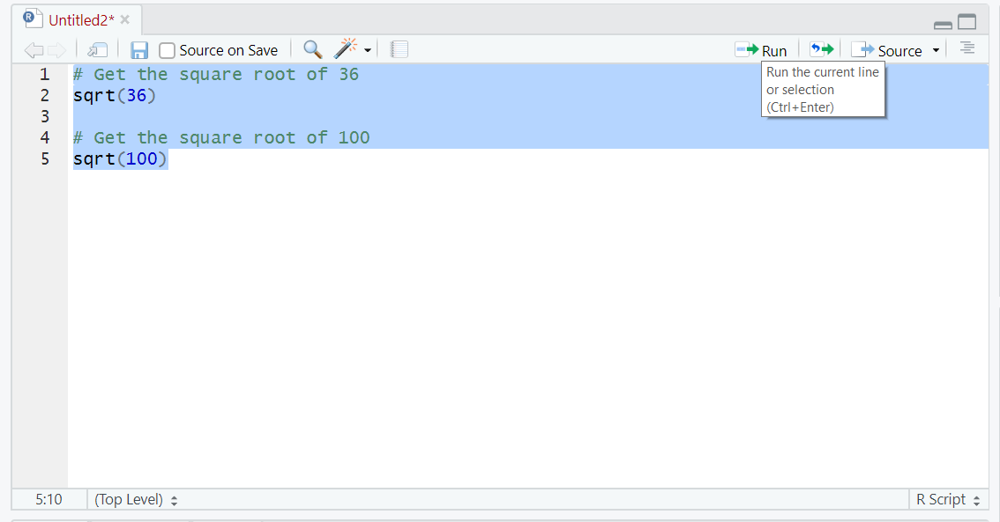 Untitled2*
Source on Save
Run
Source
Run the current line
or selection
(Ctrl+Enter)
1 # Get the square root of 36
2 sqrt(36)
3
4 # Get the square root of 100
5 sqrt(100)
5:10 (Top Level) R Script